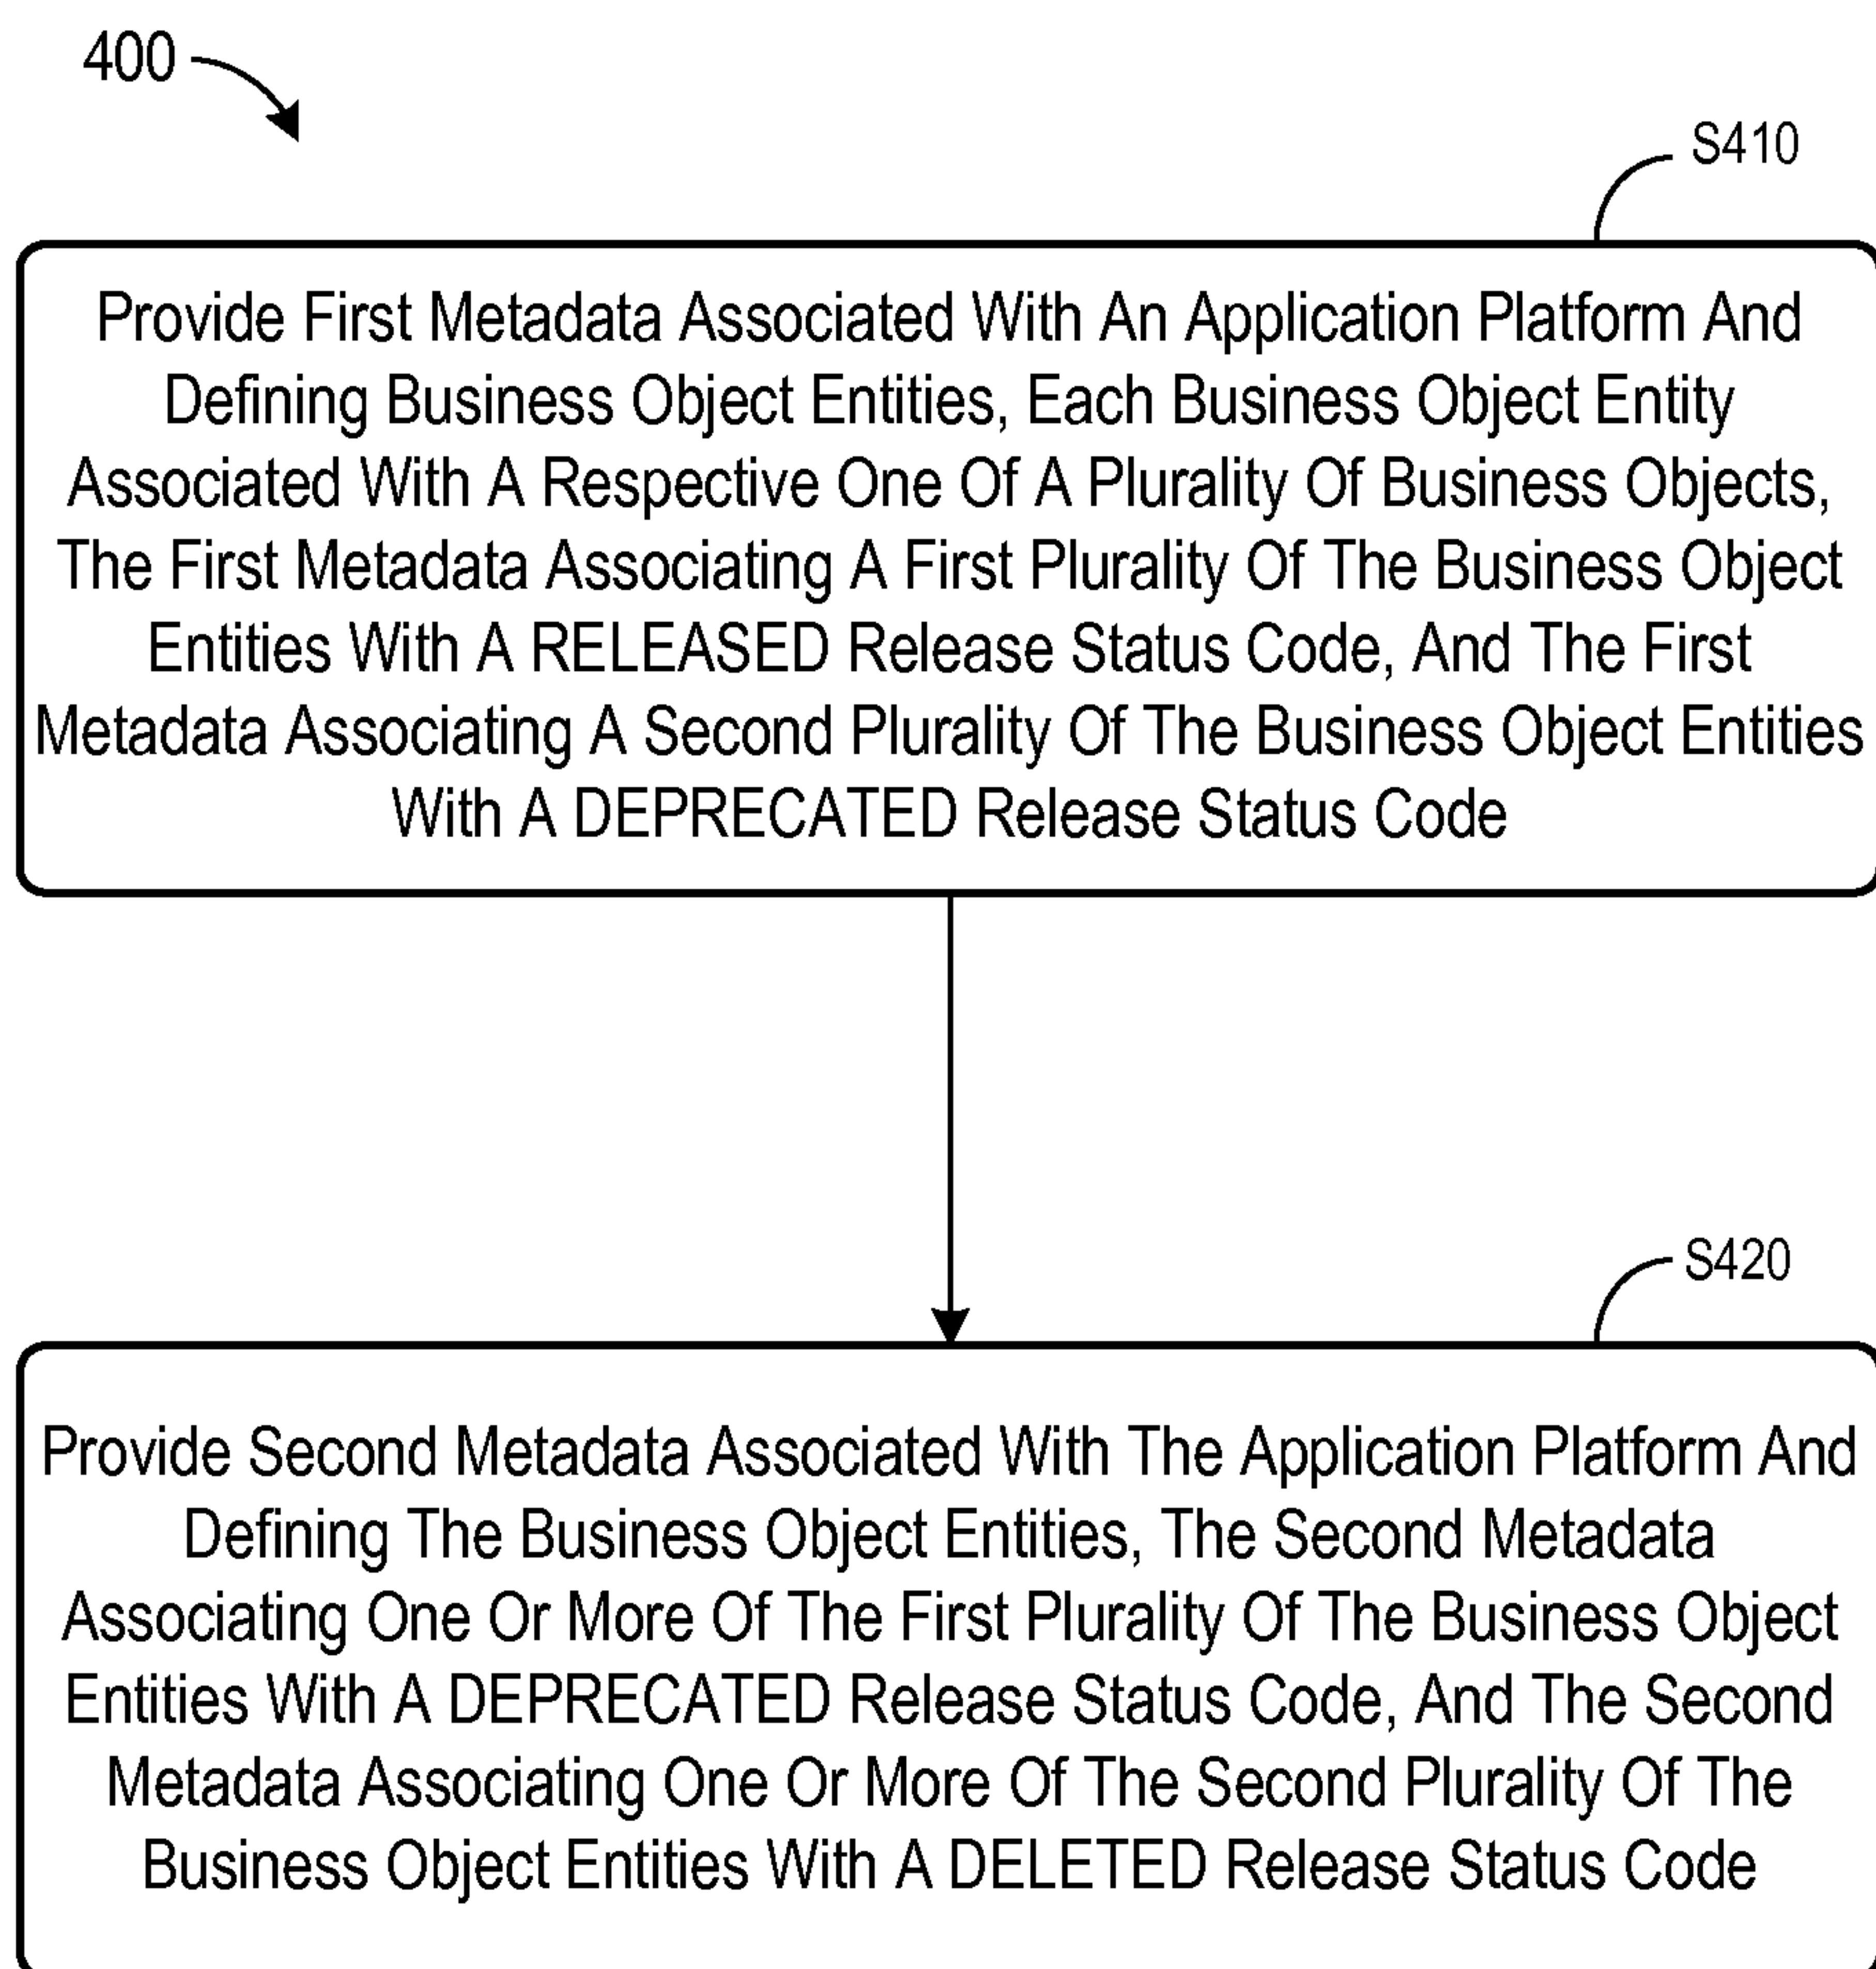 400
S410
Provide First Metadata Associated With An Application Platform And
Defining Business Object Entities, Each Business Object Entity
Associated With A Respective One Of A Plurality Of Business Objects,
The First Metadata Associating A First Plurality Of The Business Object
Entities With A RELEASED Release Status Code, And The First
Metadata Associating A Second Plurality Of The Business Object Entities
With A DEPRECATED Release Status Code
S420
Provide Second Metadata Associated With The Application Platform And
Defining The Business Object Entities, The Second Metadata
Associating One Or More Of The First Plurality Of The Business Object
Entities With A DEPRECATED Release Status Code, And The Second
Metadata Associating One Or More Of The Second Plurality Of The
Business Object Entities With A DELETED Release Status Code